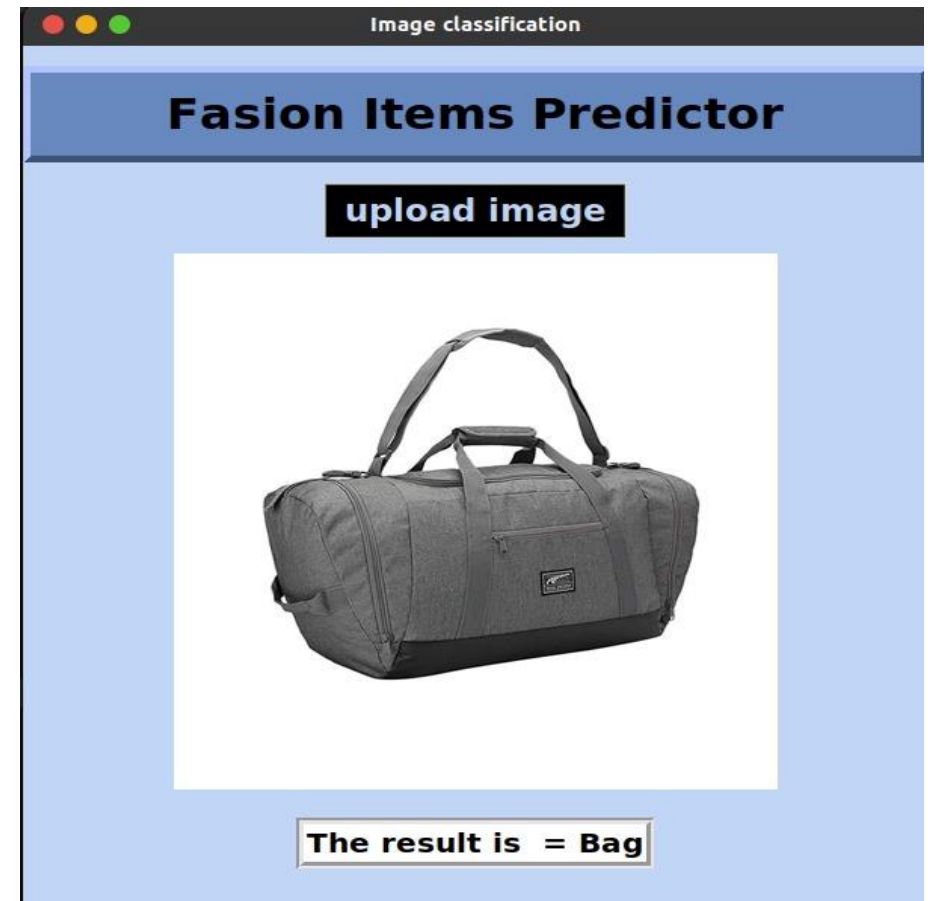 Image classification
Fasion Items Predictor
upload image
The result is = Bag